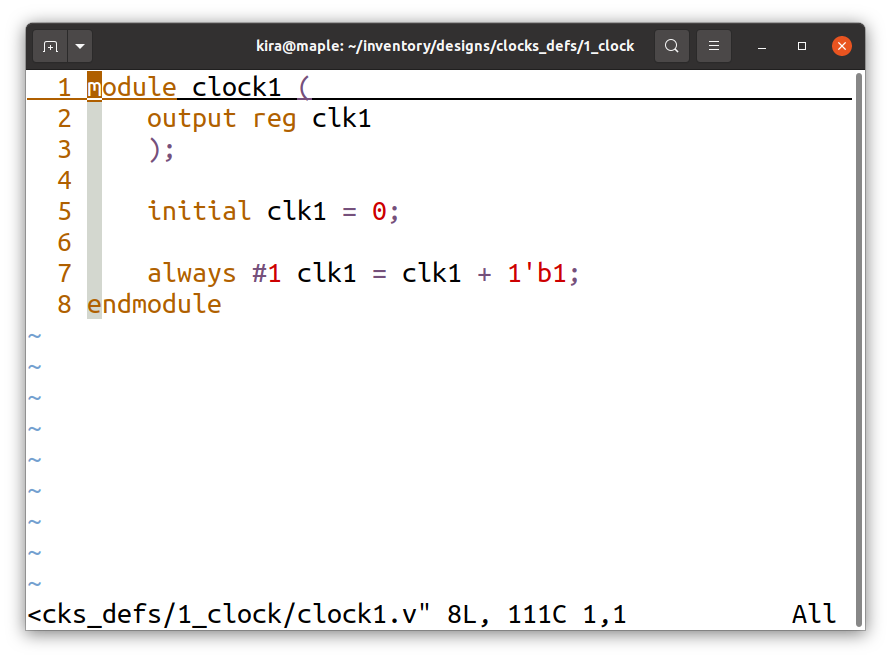 kira@maple: ~/inventory/designs/clocks_defs/1_clock
1 module clock1 (
2     output reg clk1
3     );
4
5     initial clk1 = 0;
6
7     always #1 clk1 = clk1 + 1'b1;
8 endmodule
~
~
~
~
~
~
~
~
~
<cks_defs/1_clock/clock1.v" 8L, 111C 1,1 All